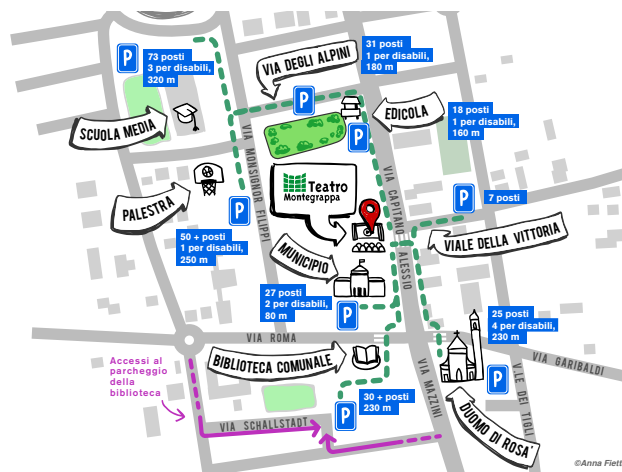 73 posti
3 per disabili,
320 m
31 posti
1 per disabili,
180 m
VIA DEGLI ALPINI
P
P
P
EDICOLA
18 posti
1 per disabili,
160 m
SCUOLA MEDIA
VIA MONSIGNOR FILIPPI
VIA CAPITANO
ALESSIO
Teatro
Montegrappa
PALESTRA
P
P
7 posti
50 + posti
1 per disabili,
250 m
VIALE DELLA VITTORIA
MUNICIPIO
27 posti
2 per disabili,
80 m
P
25 posti
4 per disabili,
230 m
VIA ROMA
VIA GARIBALDI
Accessi al
parcheggio
della
biblioteca
BIBLIOTECA COMUNALE
P
30 + posti
230 m
P
VIA MAZZINI
V.LE DEI TIGLI
VIA SCHALLSTADT
DUOMO DI ROSA'
©Anna Fiett